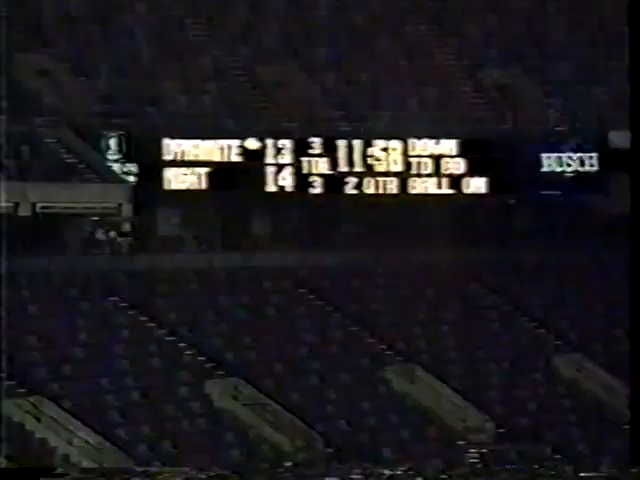 DYNAMITE 13 3 11:58 DOWN
TOL TO GO
HEAT 14 3 2 QTR BALL ON
BUSCH